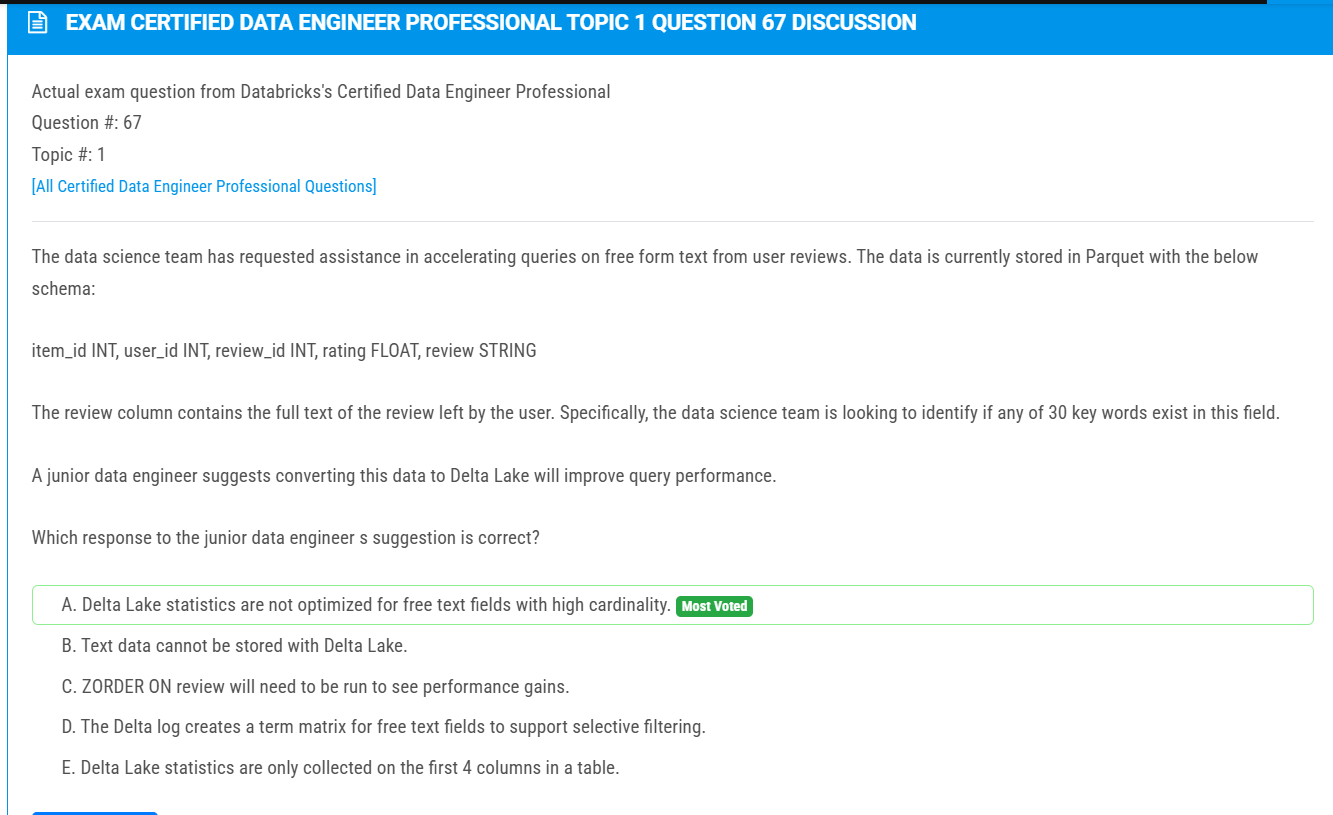 EXAM CERTIFIED DATA ENGINEER PROFESSIONAL TOPIC 1 QUESTION 67 DISCUSSION
Actual exam question from Databricks's Certified Data Engineer Professional
Question #: 67
Topic #: 1
[All Certified Data Engineer Professional Questions]
The data science team has requested assistance in accelerating queries on free form text from user reviews. The data is currently stored in Parquet with the below
schema:
item_id INT, user_id INT, review_id INT, rating FLOAT, review STRING
The review column contains the full text of the review left by the user. Specifically, the data science team is looking to identify if any of 30 key words exist in this field.
A junior data engineer suggests converting this data to Delta Lake will improve query performance.
Which response to the junior data engineer s suggestion is correct?
A. Delta Lake statistics are not optimized for free text fields with high cardinality. Most Voted
B. Text data cannot be stored with Delta Lake.
C. ZORDER ON review will need to be run to see performance gains.
D. The Delta log creates a term matrix for free text fields to support selective filtering.
E. Delta Lake statistics are only collected on the first 4 columns in a table.